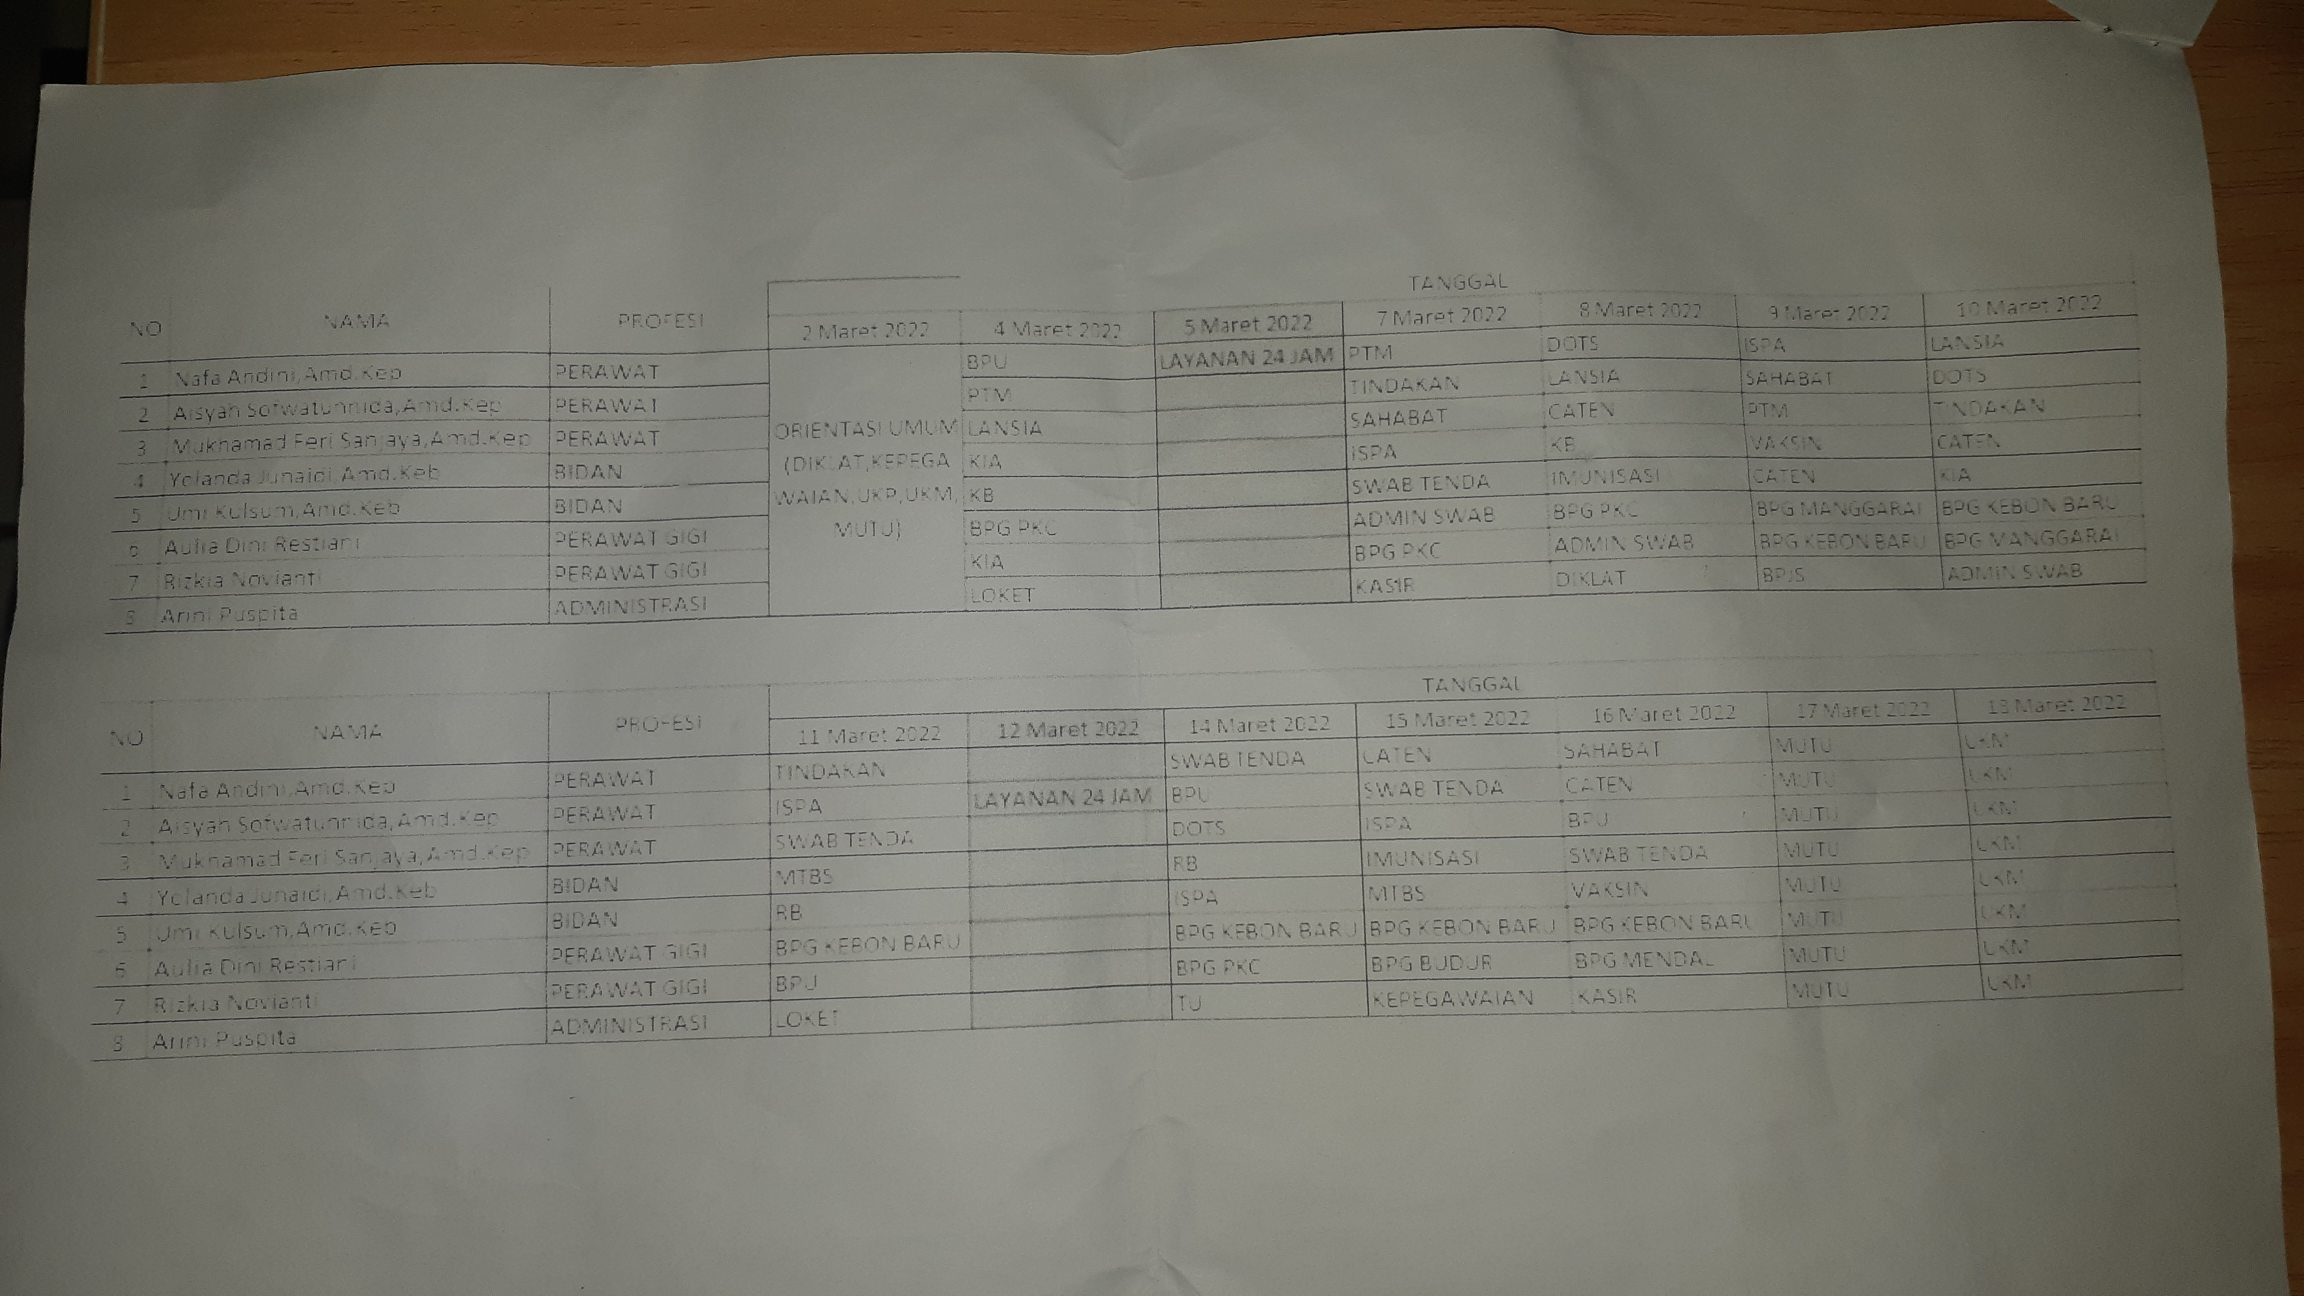 TANGGAL
NO NAMA PROFESI 2 Maret 2022 4 Maret 2022 5 Maret 2022 7 Maret 2022 8 Maret 2022 9 Maret 2022 10 Maret 2022
1 Nafa Andini, Amd.Kep PERAWAT BPU LAYANAN 24 JAM PTM DOTS ISPA LANSIA
2 Aisyah Sofwatunnida, Amd.Kep PERAWAT PTM TINDAKAN LANSIA SAHABAT DOTS
3 Mukhamad Feri Sanjaya, Amd.Kep PERAWAT ORIENTASI UMUM LANSIA SAHABAT CATEN PTM TINDAKAN
4 Yolanda Junaidi, Amd.Keb BIDAN (DIKLAT,KEPEGA KIA ISPA KB VAKSIN CATEN
5 Umi Kulsum, Amd.Keb BIDAN WAIAN,UKP,UKM, KB SWAB TENDA IMUNISASI CATEN KIA
6 Aulia Dini Restiani PERAWAT GIGI MUTU) BPG PKC ADMIN SWAB BPG PKC BPG MANGGARAI BPG KEBON BARU
7 Rizkia Novianti PERAWAT GIGI KIA BPG PKC ADMIN SWAB BPG KEBON BARU BPG MANGGARAI
8 Anni Puspita ADMINISTRASI LOKET KASIR DIKLAT BPJS ADMIN SWAB
TANGGAL
NO NAMA PROFESI 11 Maret 2022 12 Maret 2022 14 Maret 2022 15 Maret 2022 16 Maret 2022 17 Maret 2022 18 Maret 2022
1 Nafa Andini, Amd.Kep PERAWAT TINDAKAN SWAB TENDA CATEN SAHABAT MUTU UKM
2 Aisyah Sofwatunnida, Amd.Kep PERAWAT ISPA LAYANAN 24 JAM BPU SWAB TENDA CATEN MUTU UKM
3 Mukhamad Feri Sanjaya, Amd.Kep PERAWAT SWAB TENDA DOTS ISPA BPU MUTU UKM
4 Yolanda Junaidi, Amd.Keb BIDAN MTBS RB IMUNISASI SWAB TENDA MUTU UKM
5 Umi Kulsum, Amd.Keb BIDAN RB ISPA MTBS VAKSIN MUTU UKM
6 Aulia Dini Restiani PERAWAT GIGI BPG KEBON BARU BPG KEBON BARU BPG KEBON BARU BPG KEBON BARU MUTU UKM
7 Rizkia Novianti PERAWAT GIGI BPU BPG PKC BPG BUDUR BPG MENDAL MUTU UKM
8 Anni Puspita ADMINISTRASI LOKET TU KEPEGAWAIAN KASIR MUTU UKM